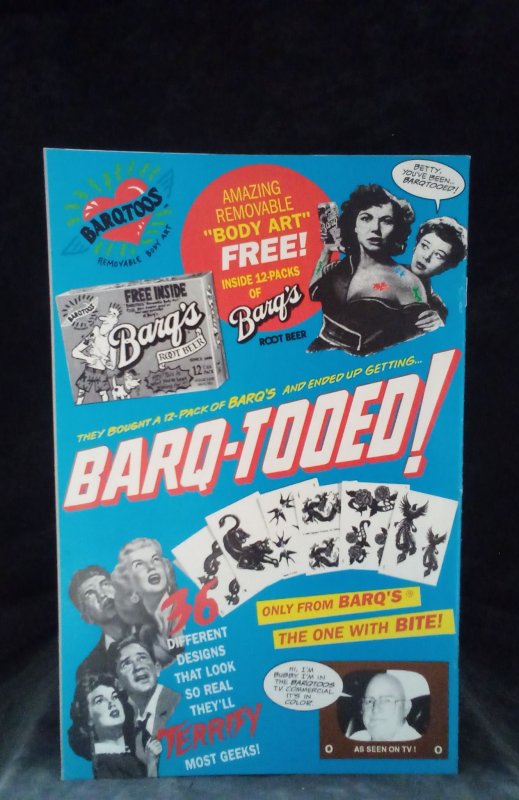 BARQTOOS
REMOVABLE BODY ART
AMAZING
REMOVABLE
"BODY ART"
FREE!
INSIDE 12-PACKS
OF
Barq's
ROOT BEER
BETTY,
YOU'VE BEEN...
BARQTOOED!
FREE INSIDE
BARQTOOS
Barq's
ROOT BEER
12
THEY BOUGHT A 12-PACK OF BARQ'S AND ENDED UP GETTING...
BARQ-TOOED!
36
DIFFERENT
DESIGNS
THAT LOOK
SO REAL
THEY'LL
TERRIFY
MOST GEEKS!
ONLY FROM BARQ'S®
THE ONE WITH BITE!
HI, I'M
BUBBY. I'M IN
THE BARQTOOS
T.V. COMMERCIAL.
IT'S IN
COLOR.
AS SEEN ON TV!